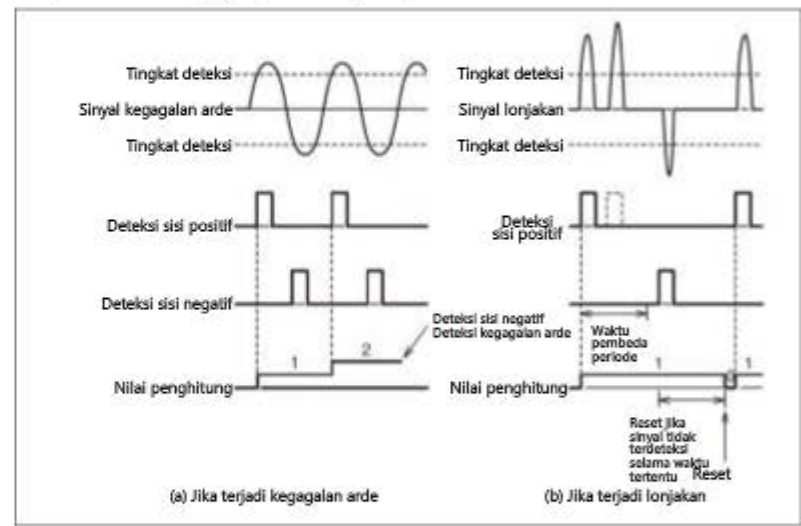 Tingkat deteksi
Sinyal kegagalan arde
Tingkat deteksi
Deteksi sisi positif
Deteksi sisi negatif
Deteksi sisi negatif
Deteksi kegagalan arde
1
2
Nilai penghitung
(a) Jika terjadi kegagalan arde
Tingkat deteksi
Sinyal lonjakan
Tingkat deteksi
Deteksi
sisi positif
Waktu
pembeda
periode
1
1
Nilai penghitung
Reset jika
sinyal tidak
terdeteksi
selama waktu
tertentu
Reset
(b) Jika terjadi lonjakan